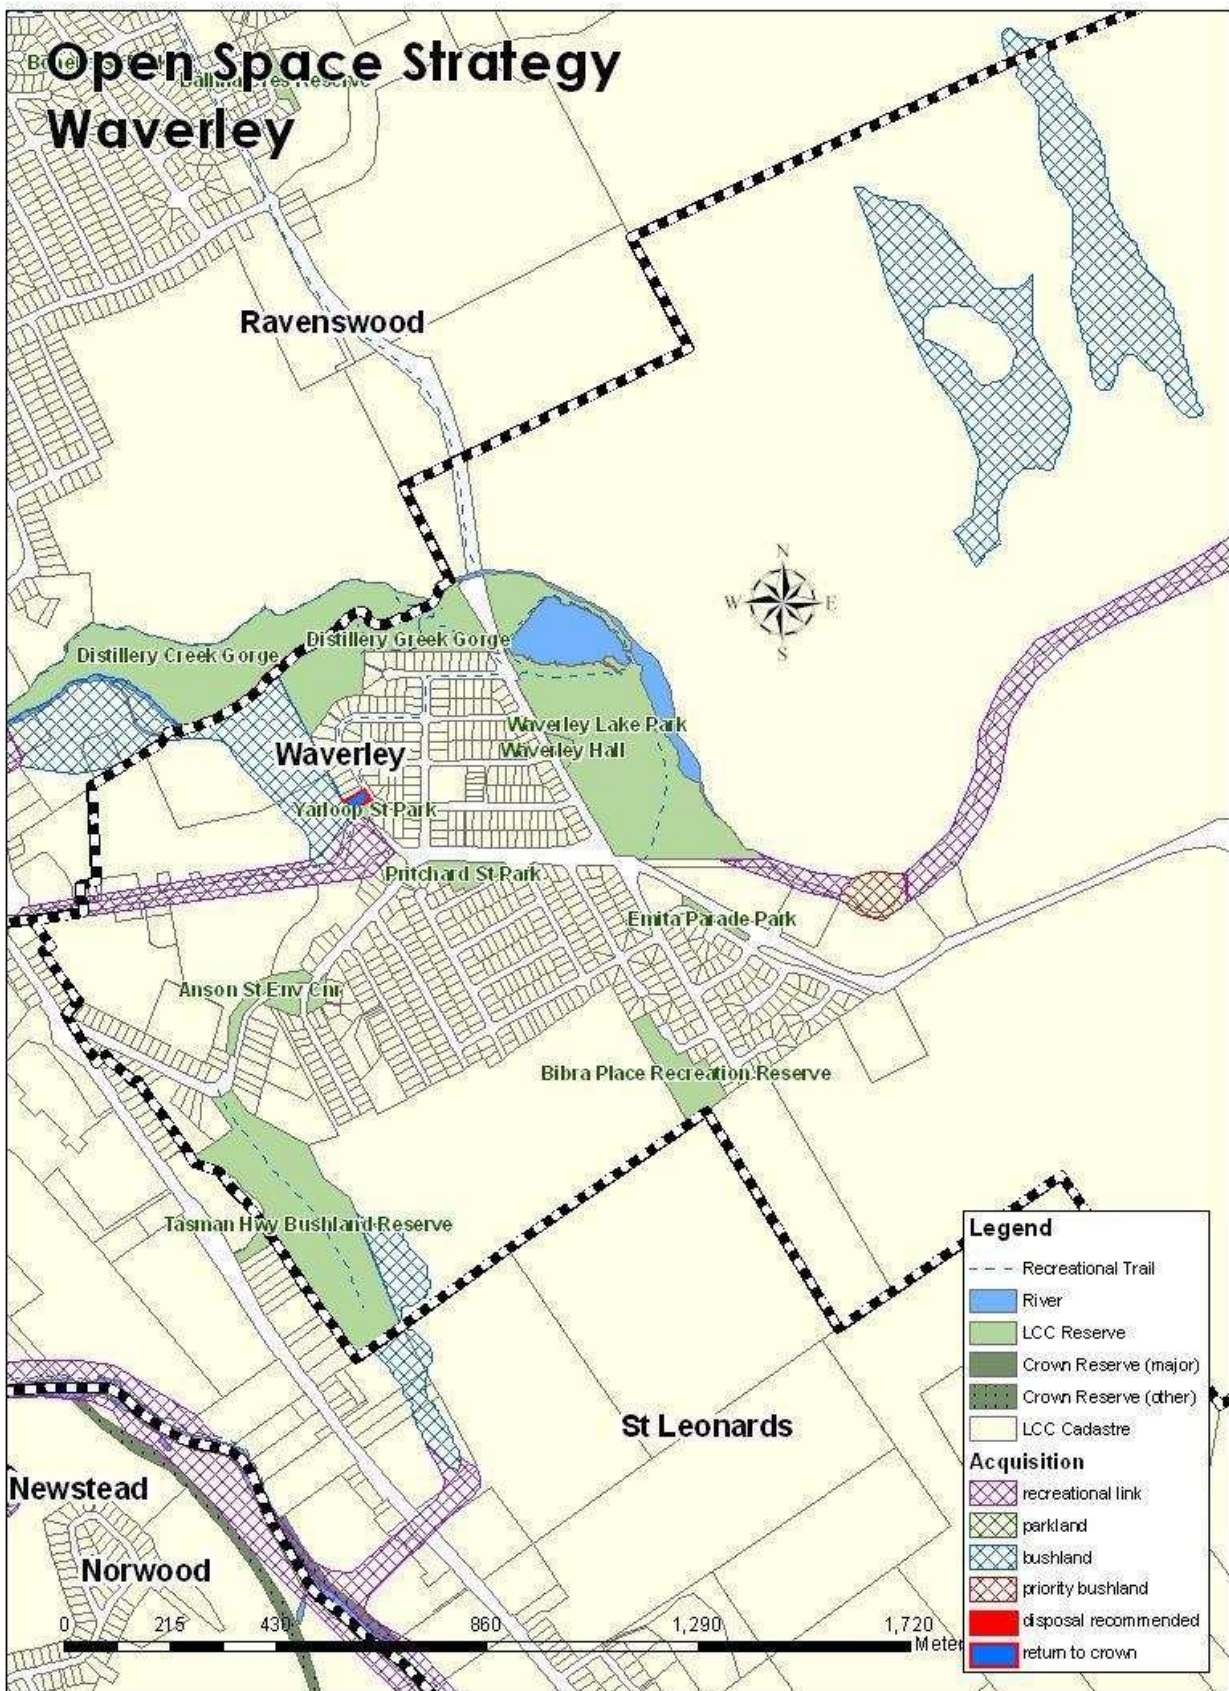 Open Space Strategy
Waverley
Ravenswood
N
W E
S
Distillery Greek Gorge
Distillery Creek Gorge
Waverley Lake Park
Waverley
Waverley Hall
Yarloop St Park
Pritchard St Park
Emita Parade Park
Anson St Env Cnr
Bibra Place Recreation Reserve
Tasman Hwy Bushland Reserve
St Leonards
Newstead
Norwood
0 215 430 860 1,290 1,720
Legend
Recreational Trail
River
LCC Reserve
Crown Reserve (major)
Crown Reserve (other)
LCC Cadastre
Acquisition
recreational link
parkland
bushland
priority bushland
disposal recommended
return to crown